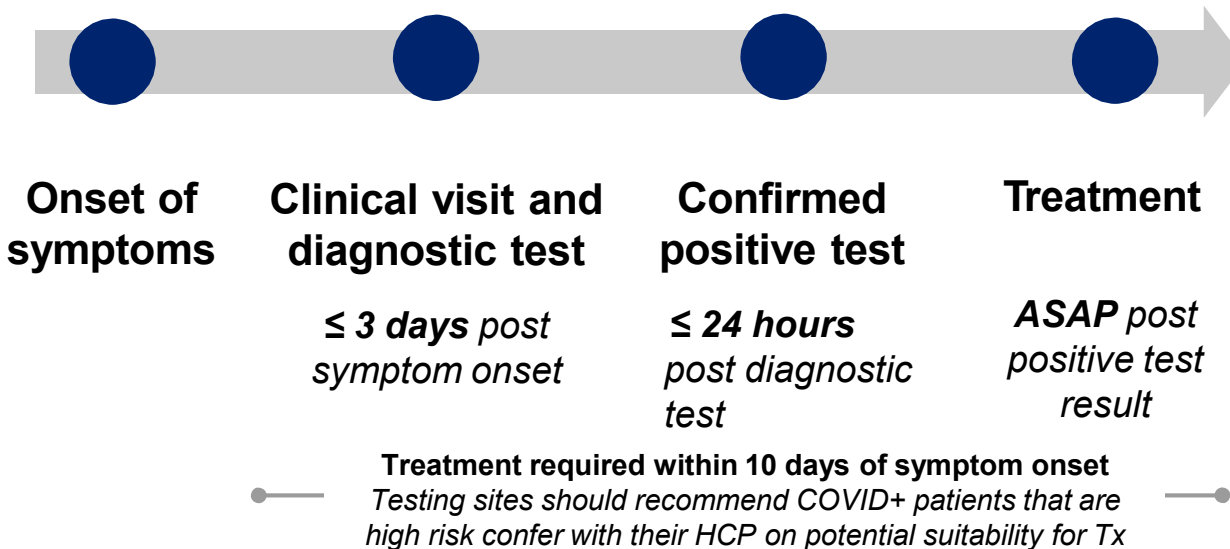 Onset of
symptoms
Clinical visit and
diagnostic test
≤ 3 days post
symptom onset
Confirmed
positive test
≤ 24 hours
post diagnostic
test
Treatment
ASAP post
positive test
result
Treatment required within 10 days of symptom onset
Testing sites should recommend COVID+ patients that are
high risk confer with their HCP on potential suitability for Tx